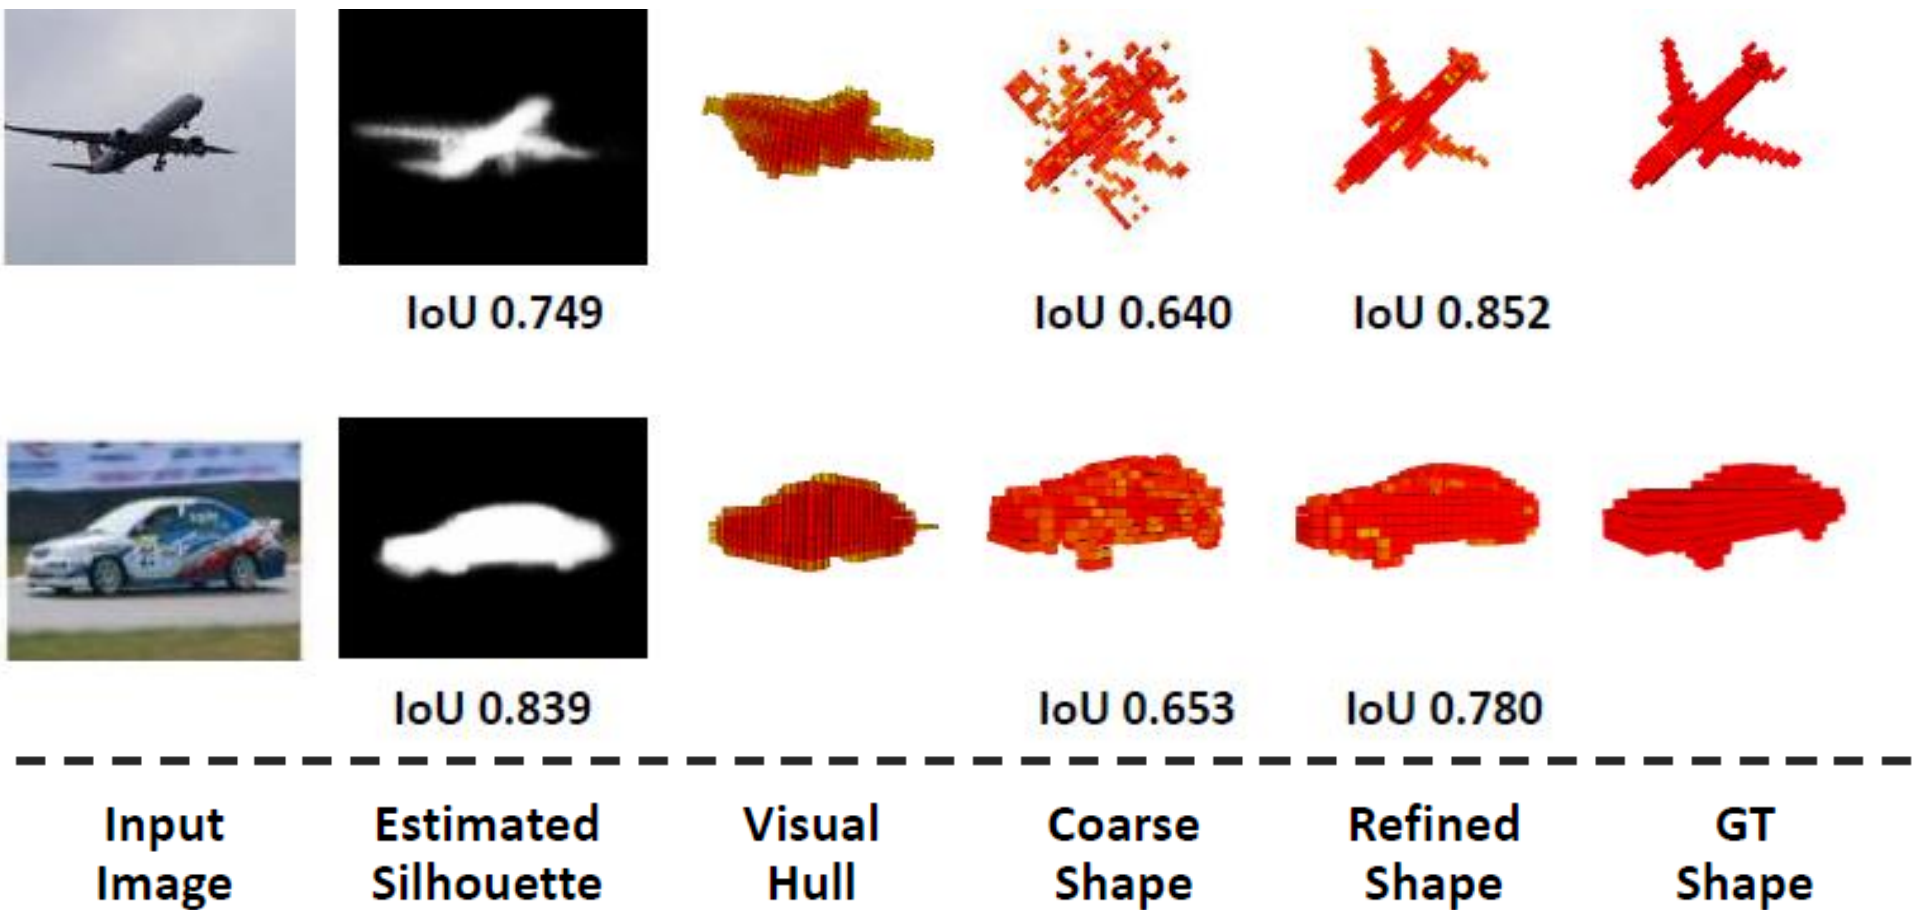 IoU 0.749
IoU 0.640
IoU 0.852
IoU 0.839
IoU 0.653
IoU 0.780
Input
Image
Estimated
Silhouette
Visual
Hull
Coarse
Shape
Refined
Shape
GT
Shape